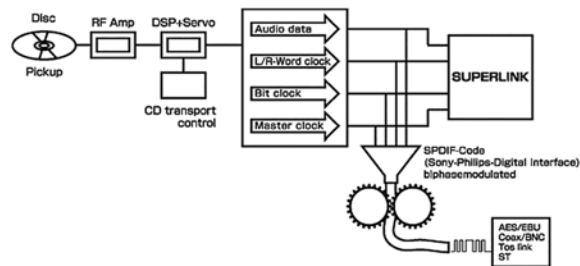 Disc
RF Amp
DSP+Servo
Pickup
CD transport
control
Audio data
L/R-Word clock
Bit clock
Master clock
SUPERLINK
SPDIF-Code
(Sony-Philips-Digital Interface)
biphasemodulated
AES/EBU
Coax/BNC
Tos link
ST